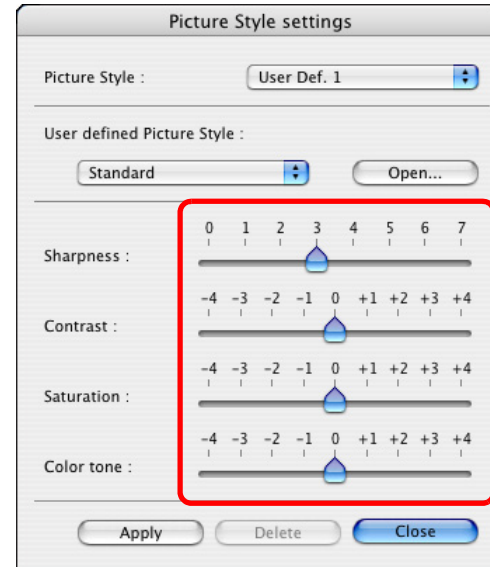 Picture Style settings
Picture Style : User Def. 1
User defined Picture Style :
Standard Open...
0 1 2 3 4 5 6 7
Sharpness :
-4 -3 -2 -1 0 +1 +2 +3 +4
Contrast :
-4 -3 -2 -1 0 +1 +2 +3 +4
Saturation :
-4 -3 -2 -1 0 +1 +2 +3 +4
Color tone :
Apply Delete Close